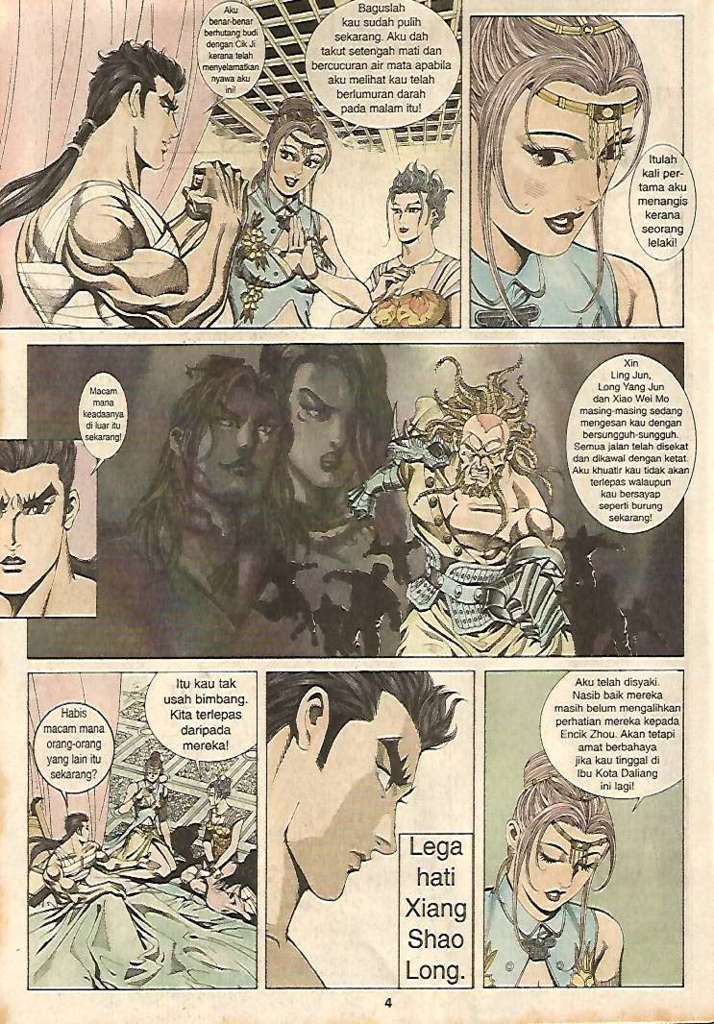 Aku
benar-benar
berhutang budi
dengan Cik Ji
kerana telah
menyelamatkan
nyawa aku
ini!
Baguslah
kau sudah pulih
sekarang. Aku dah
takut setengah mati dan
bercucuran air mata apabila
aku melihat kau telah
berlumuran darah
pada malam itu!
Itulah
kali per-
tama aku
menangis
kerana
seorang
lelaki!
Macam
mana
keadaanya
di luar itu
sekarang!
Xin
Ling Jun,
Long Yang Jun
dan Xiao Wei Mo
masing-masing sedang
mengesan kau dengan
bersungguh-sungguh.
Semua jalan telah disekat
dan dikawal dengan ketat.
Aku khuatir kau tidak akan
terlepas walaupun
kau bersayap
seperti burung
sekarang!
Habis
macam mana
orang-orang
yang lain itu
sekarang?
Itu kau tak
usah bimbang.
Kita terlepas
daripada
mereka!
Lega
hati
Xiang
Shao
Long.
Aku telah disyaki.
Nasib baik mereka
masih belum mengalihkan
perhatian mereka kepada
Encik Zhou. Akan tetapi
amat berbahaya
jika kau tinggal di
Ibu Kota Daliang
ini lagi!
4